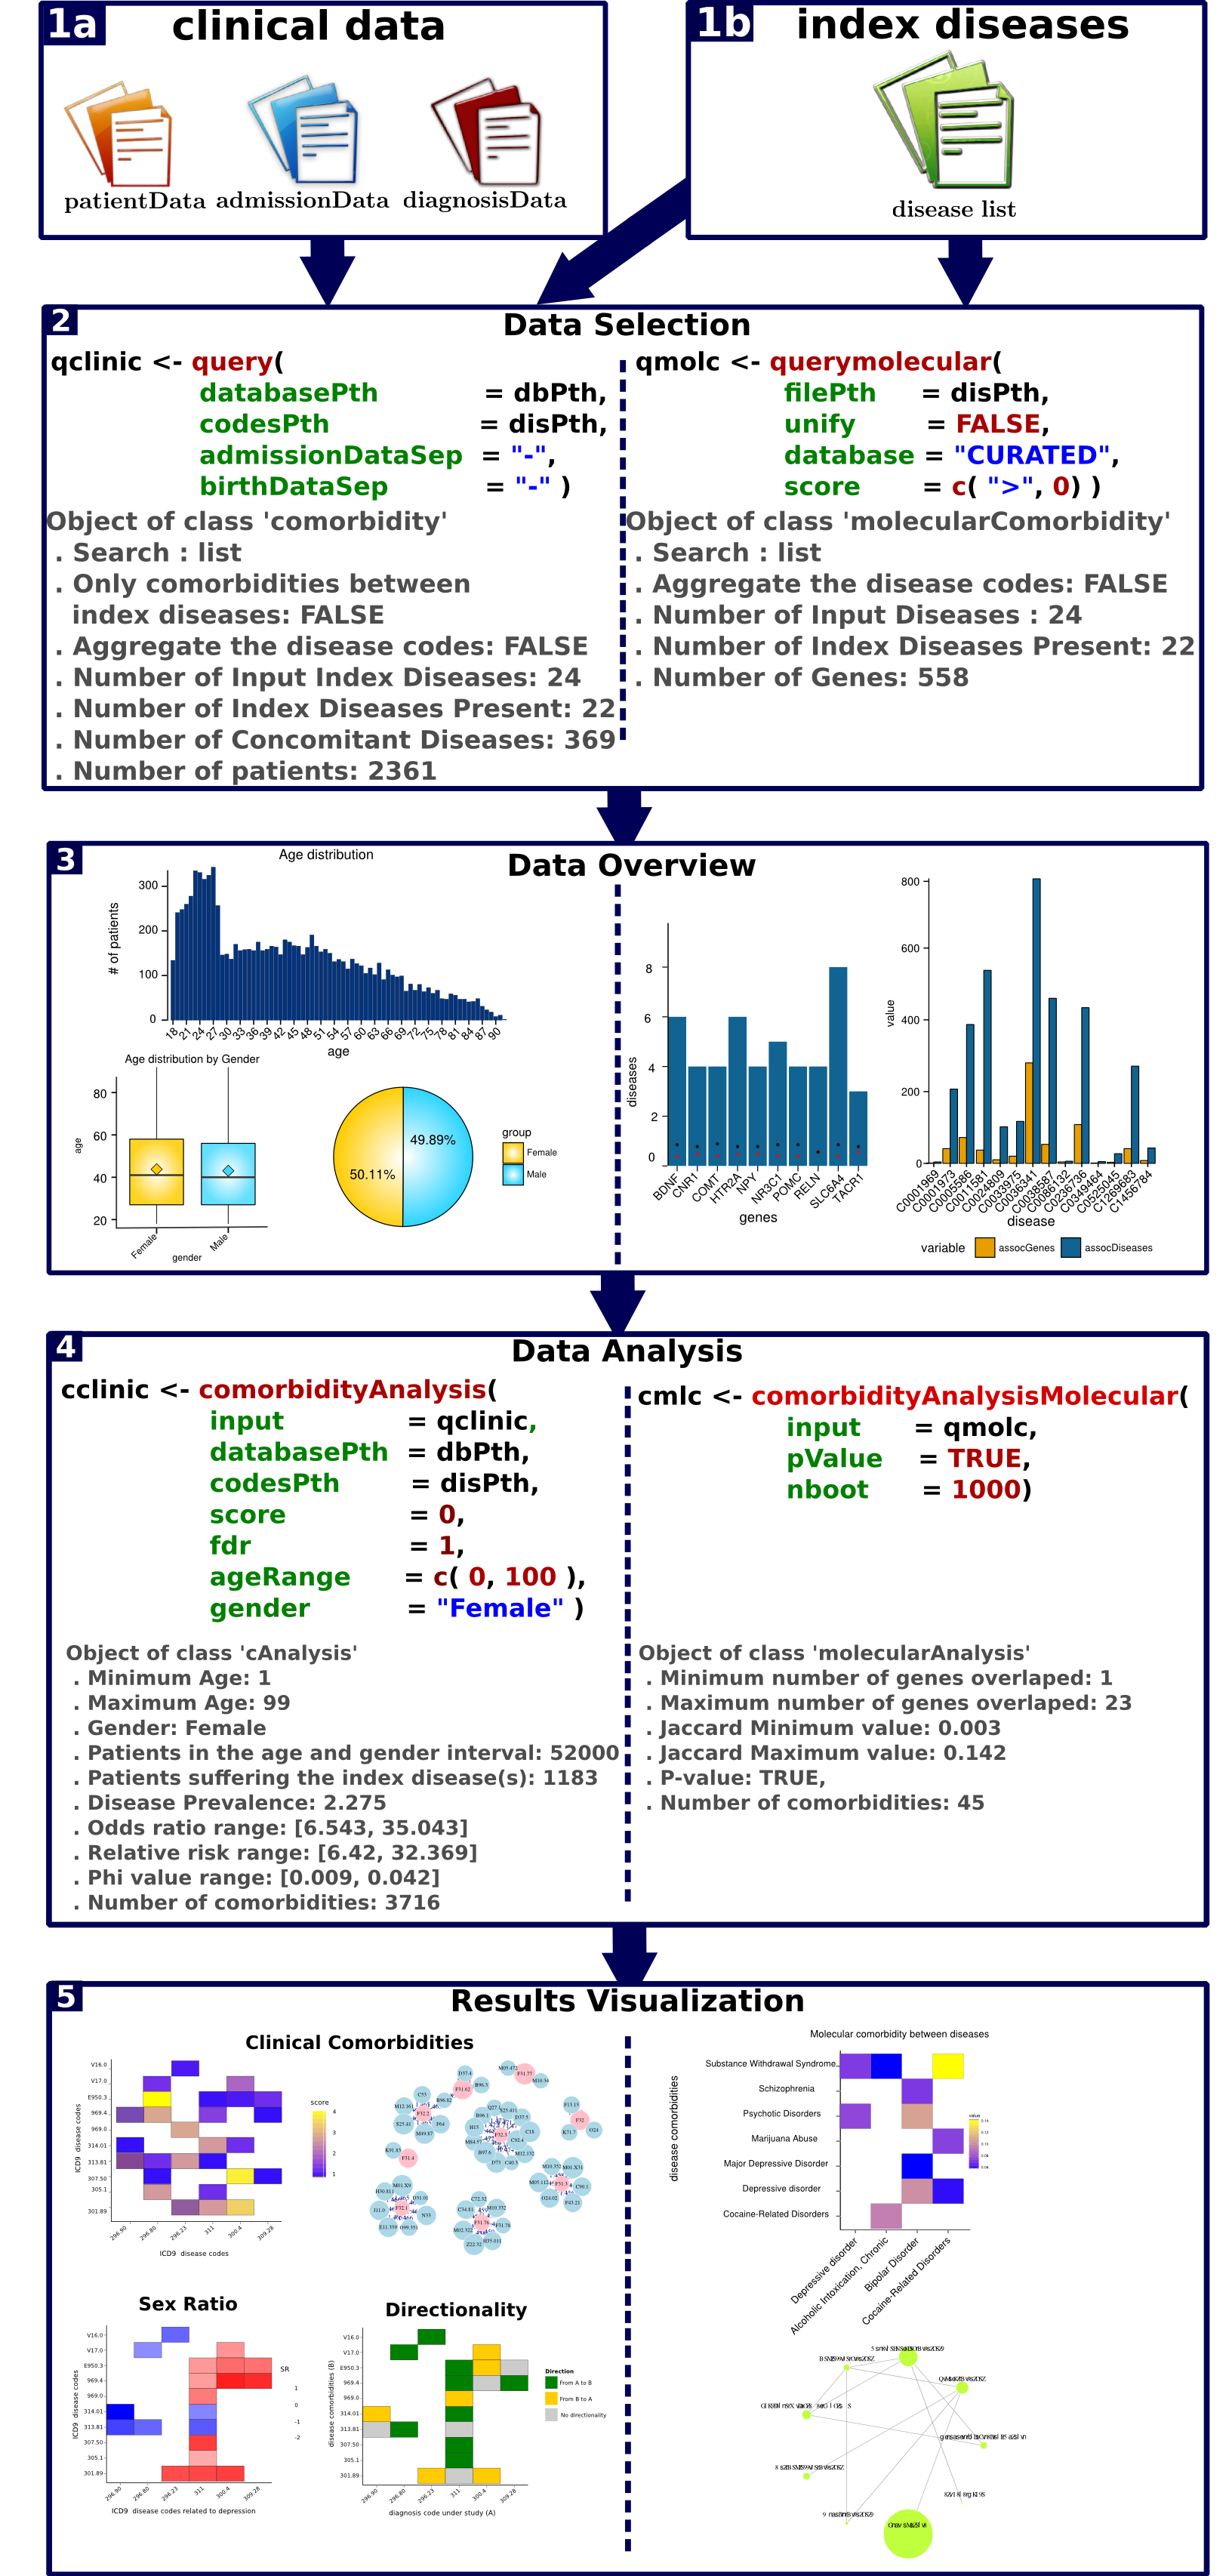 1a clinical data
patientData admissionData diagnosisData
1b index diseases
disease list
2 Data Selection
qclinic <- query(
databasePth = dbPth,
codesPth = disPth,
admissionDataSep = "-",
birthDataSep = "-" )
Object of class 'comorbidity'
. Search : list
. Only comorbidities between
index diseases: FALSE
. Aggregate the disease codes: FALSE
. Number of Input Index Diseases: 24
. Number of Index Diseases Present: 22
. Number of Concomitant Diseases: 369
. Number of patients: 2361
qmolc <- querymolecular(
filePth = disPth,
unify = FALSE,
database = "CURATED",
score = c( ">", 0) )
Object of class 'molecularComorbidity'
. Search : list
. Aggregate the disease codes: FALSE
. Number of Input Diseases : 24
. Number of Index Diseases Present: 22
. Number of Genes: 558
3 Data Overview
Age distribution
# of patients
300
200
100
0
18 21 24 27 30 33 36 39 42 45 48 51 54 57 60 63 66 69 72 75 78 81 84 87 90
age
Age distribution by Gender
age
80
60
40
20
Female Male
gender
49.89%
50.11%
group
Female
Male
diseases
8
6
4
2
0
BDNF CNR1 COMT HTR2A NPY NR3C1 POMC RELN SLC6A4 TACR1
genes
value
800
600
400
200
0
C0001969 C0001973 C0005586 C0011581 C0024809 C0033975 C0036341 C0038587 C0086132 C0236736 C0349464 C0525045 C1269683 C1456784
disease
variable assocGenes assocDiseases
4 Data Analysis
cclinic <- comorbidityAnalysis(
input = qclinic,
databasePth = dbPth,
codesPth = disPth,
score = 0,
fdr = 1,
ageRange = c( 0, 100 ),
gender = "Female" )
Object of class 'cAnalysis'
. Minimum Age: 1
. Maximum Age: 99
. Gender: Female
. Patients in the age and gender interval: 52000
. Patients suffering the index disease(s): 1183
. Disease Prevalence: 2.275
. Odds ratio range: [6.543, 35.043]
. Relative risk range: [6.42, 32.369]
. Phi value range: [0.009, 0.042]
. Number of comorbidities: 3716
cmlc <- comorbidityAnalysisMolecular(
input = qmolc,
pValue = TRUE,
nboot = 1000)
Object of class 'molecularAnalysis'
. Minimum number of genes overlaped: 1
. Maximum number of genes overlaped: 23
. Jaccard Minimum value: 0.003
. Jaccard Maximum value: 0.142
. P-value: TRUE,
. Number of comorbidities: 45
5 Results Visualization
Clinical Comorbidities
ICD9 disease codes
V16.0
V17.0
E950.3
969.4
969.0
314.01
313.81
307.50
305.1
301.89
296.90 296.80 296.23 311 300.4 309.28
ICD9 disease codes
score
4
3
2
1
Sex Ratio
ICD9 disease codes
V16.0
V17.0
E950.3
969.4
969.0
314.01
313.81
307.50
305.1
301.89
296.90 296.80 296.23 311 300.4 309.28
ICD9 disease codes related to depression
SR
1
0
-1
-2
Directionality
disease comorbidities (B)
V16.0
V17.0
E950.3
969.4
969.0
314.01
313.81
307.50
305.1
301.89
296.90 296.80 296.23 311 300.4 309.28
diagnosis code under study (A)
Direction
From A to B
From B to A
No directionality
Molecular comorbidity between diseases
disease comorbidities
Substance Withdrawal Syndrome
Schizophrenia
Psychotic Disorders
Marijuana Abuse
Major Depressive Disorder
Depressive disorder
Cocaine-Related Disorders
Depressive disorder
Alcoholic Intoxication, Chronic
Bipolar Disorder
Cocaine-Related Disorders
value